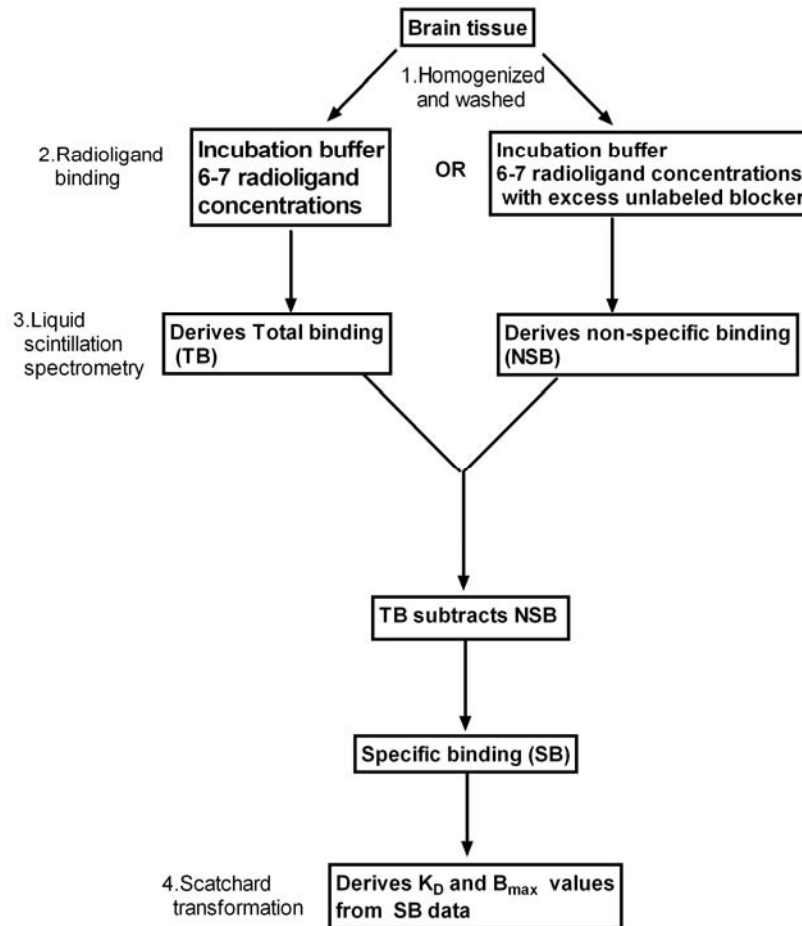 Brain tissue
1.Homogenized
and washed
2.Radioligand
binding
Incubation buffer
6-7 radioligand
concentrations
OR
Incubation buffer
6-7 radioligand concentrations
with excess unlabeled blocker
3.Liquid
scintillation
spectrometry
Derives Total binding
(TB)
Derives non-specific binding
(NSB)
TB subtracts NSB
Specific binding (SB)
4.Scatchard
transformation
Derives K_D and B_max values
from SB data